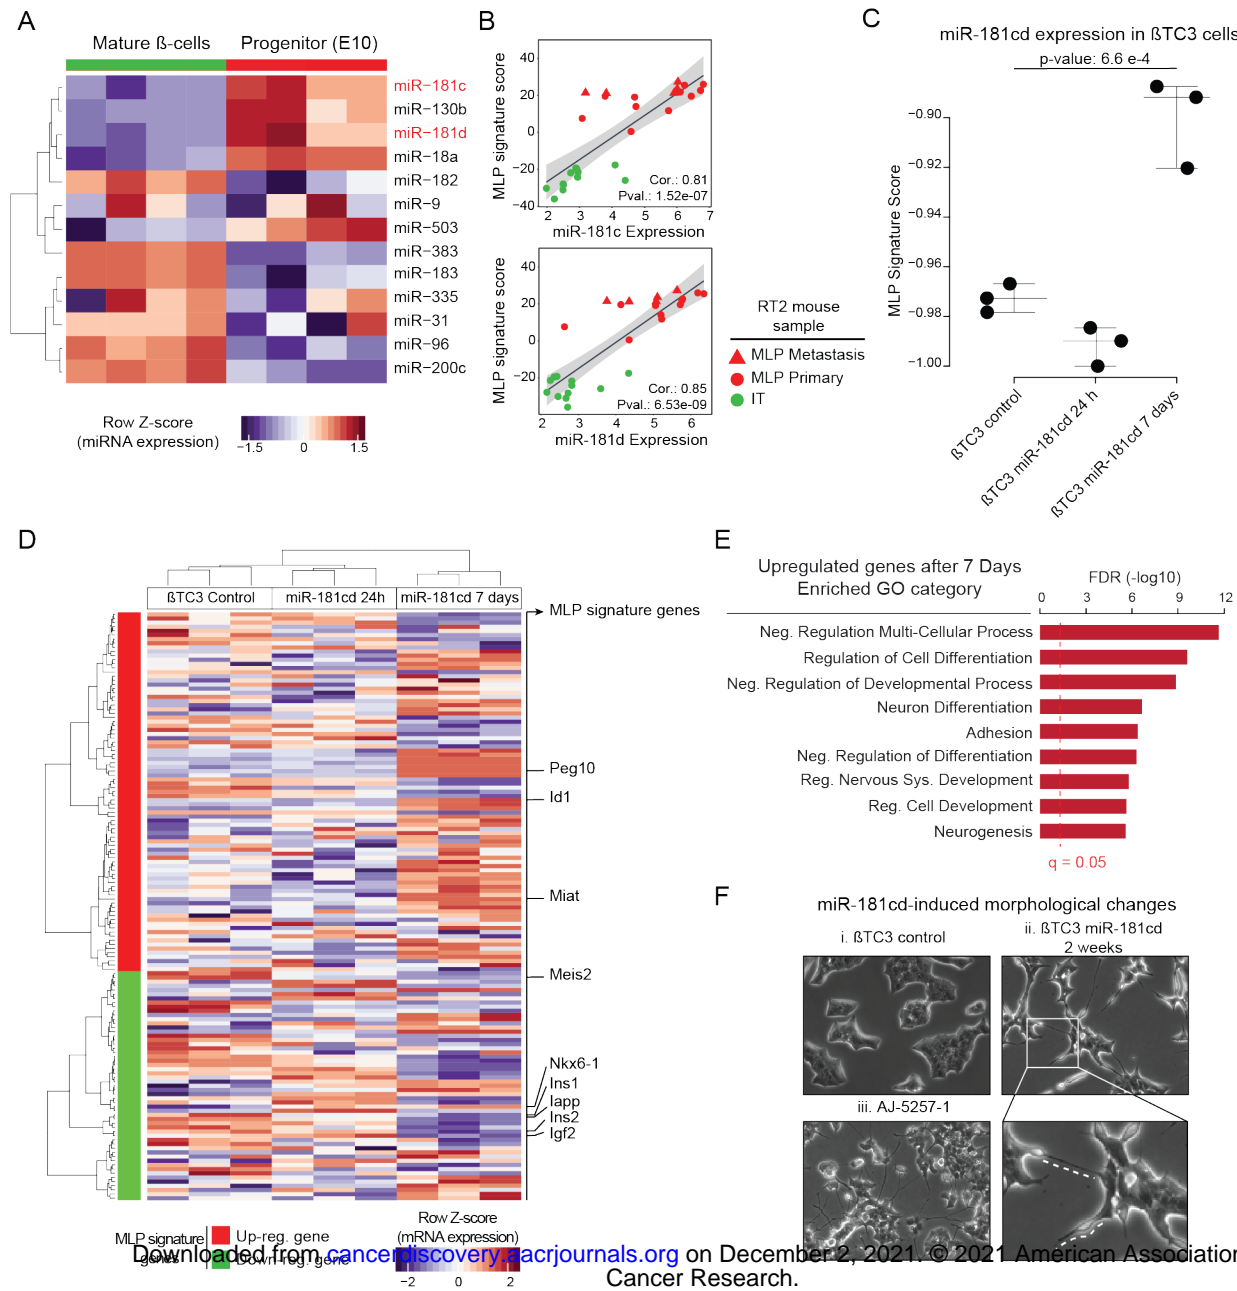 A
Mature ß-cells
Progenitor (E10)
miR−181c
miR−130b
miR−181d
miR−18a
miR−182
miR−9
miR−503
miR−383
miR−183
miR−335
miR−31
miR−96
miR−200c
Row Z-score
(miRNA expression)
−1.5
0
1.5
B
MLP signature score
40
20
0
−20
−40
Cor.: 0.81
Pval.: 1.52e-07
2
3
4
5
6
7
miR-181c Expression
MLP signature score
40
20
0
−20
Cor.: 0.85
Pval.: 6.53e-09
2
4
5
6
miR-181d Expression
RT2 mouse
sample
MLP Metastasis
MLP Primary
IT
C
miR-181cd expression in ßTC3 cells
p-value: 6.6 e-4
MLP Signature Score
−0.90
−0.92
−0.94
−0.96
−0.98
−1.00
ßTC3 control
ßTC3 miR-181cd 24 h
ßTC3 miR-181cd 7 days
D
ßTC3 Control
miR-181cd 24h
miR-181cd 7 days
MLP signature genes
Peg10
Id1
Miat
Meis2
Nkx6-1
Ins1
Iapp
Ins2
Igf2
MLP signature
genes
Up-reg. gene
Down-reg. gene
Row Z-score
(mRNA expression)
−2
0
2
E
Upregulated genes after 7 Days
Enriched GO category
FDR (-log10)
0
3
6
9
12
Neg. Regulation Multi-Cellular Process
Regulation of Cell Differentiation
Neg. Regulation of Developmental Process
Neuron Differentiation
Adhesion
Neg. Regulation of Differentiation
Reg. Nervous Sys. Development
Reg. Cell Development
Neurogenesis
q = 0.05
F
miR-181cd-induced morphological changes
i. ßTC3 control
ii. ßTC3 miR-181cd
2 weeks
iii. AJ-5257-1
Downloaded from cancerdiscovery.aacrjournals.org on December 2, 2021. © 2021 American Association
Cancer Research.